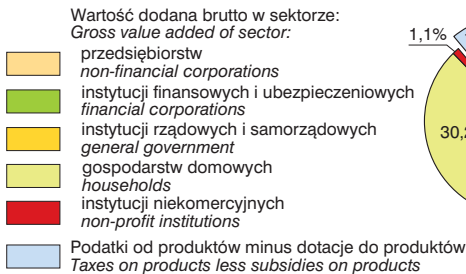 Wartość dodana brutto w sektorze:
Gross value added of sector:
1,1%
przedsiębiorstw
non-financial corporations
instytucji finansowych i ubezpieczeniowych
financial corporations
instytucji rządowych i samorządowych
general government
gospodarstw domowych
households
instytucji niekomercyjnych
non-profit institutions
Podatki od produktów minus dotacje do produktów
Taxes on products less subsidies on products